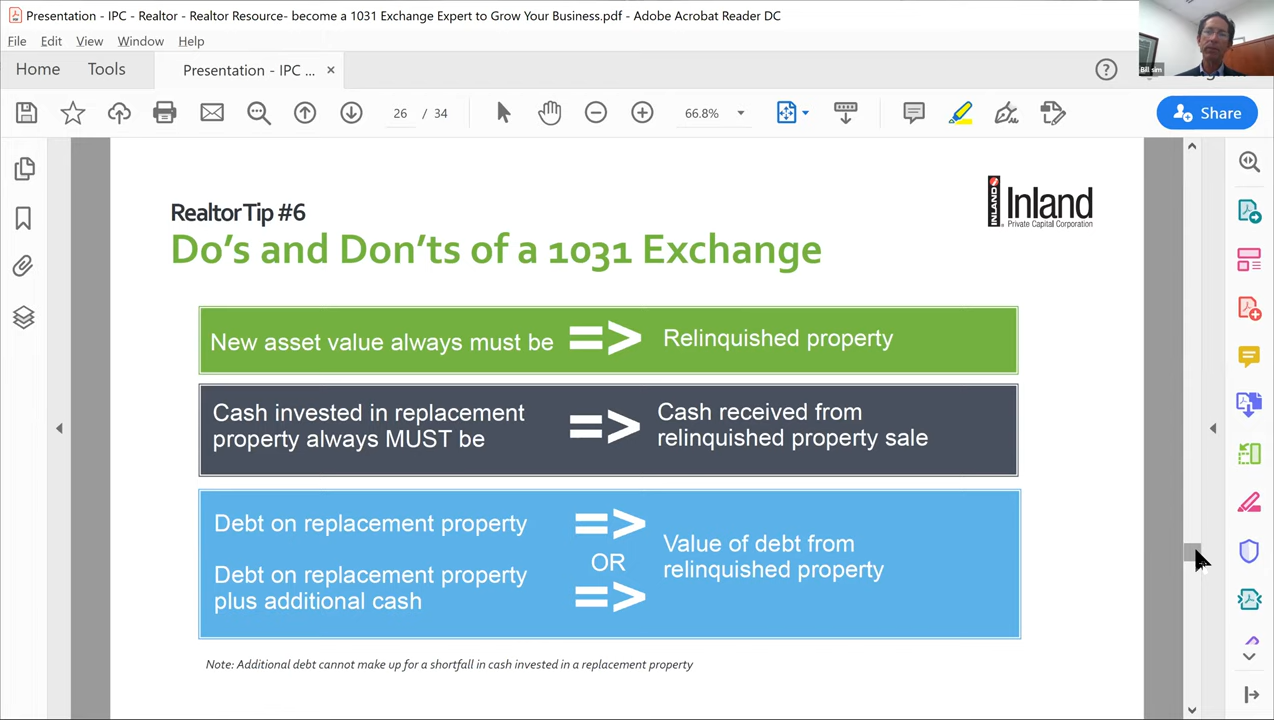 Presentation - IPC - Realtor - Realtor Resource- become a 1031 Exchange Expert to Grow Your Business.pdf - Adobe Acrobat Reader DC
File Edit View Window Help
Home Tools Presentation - IPC ... ×
26 / 34 66.8% Share
Bill sim
Realtor Tip #6
Do's and Don'ts of a 1031 Exchange
INLAND
Inland
Private Capital Corporation
New asset value always must be => Relinquished property
Cash invested in replacement
property always MUST be
=>
Cash received from
relinquished property sale
Debt on replacement property =>
OR
Debt on replacement property
plus additional cash
=>
Value of debt from
relinquished property
Note: Additional debt cannot make up for a shortfall in cash invested in a replacement property